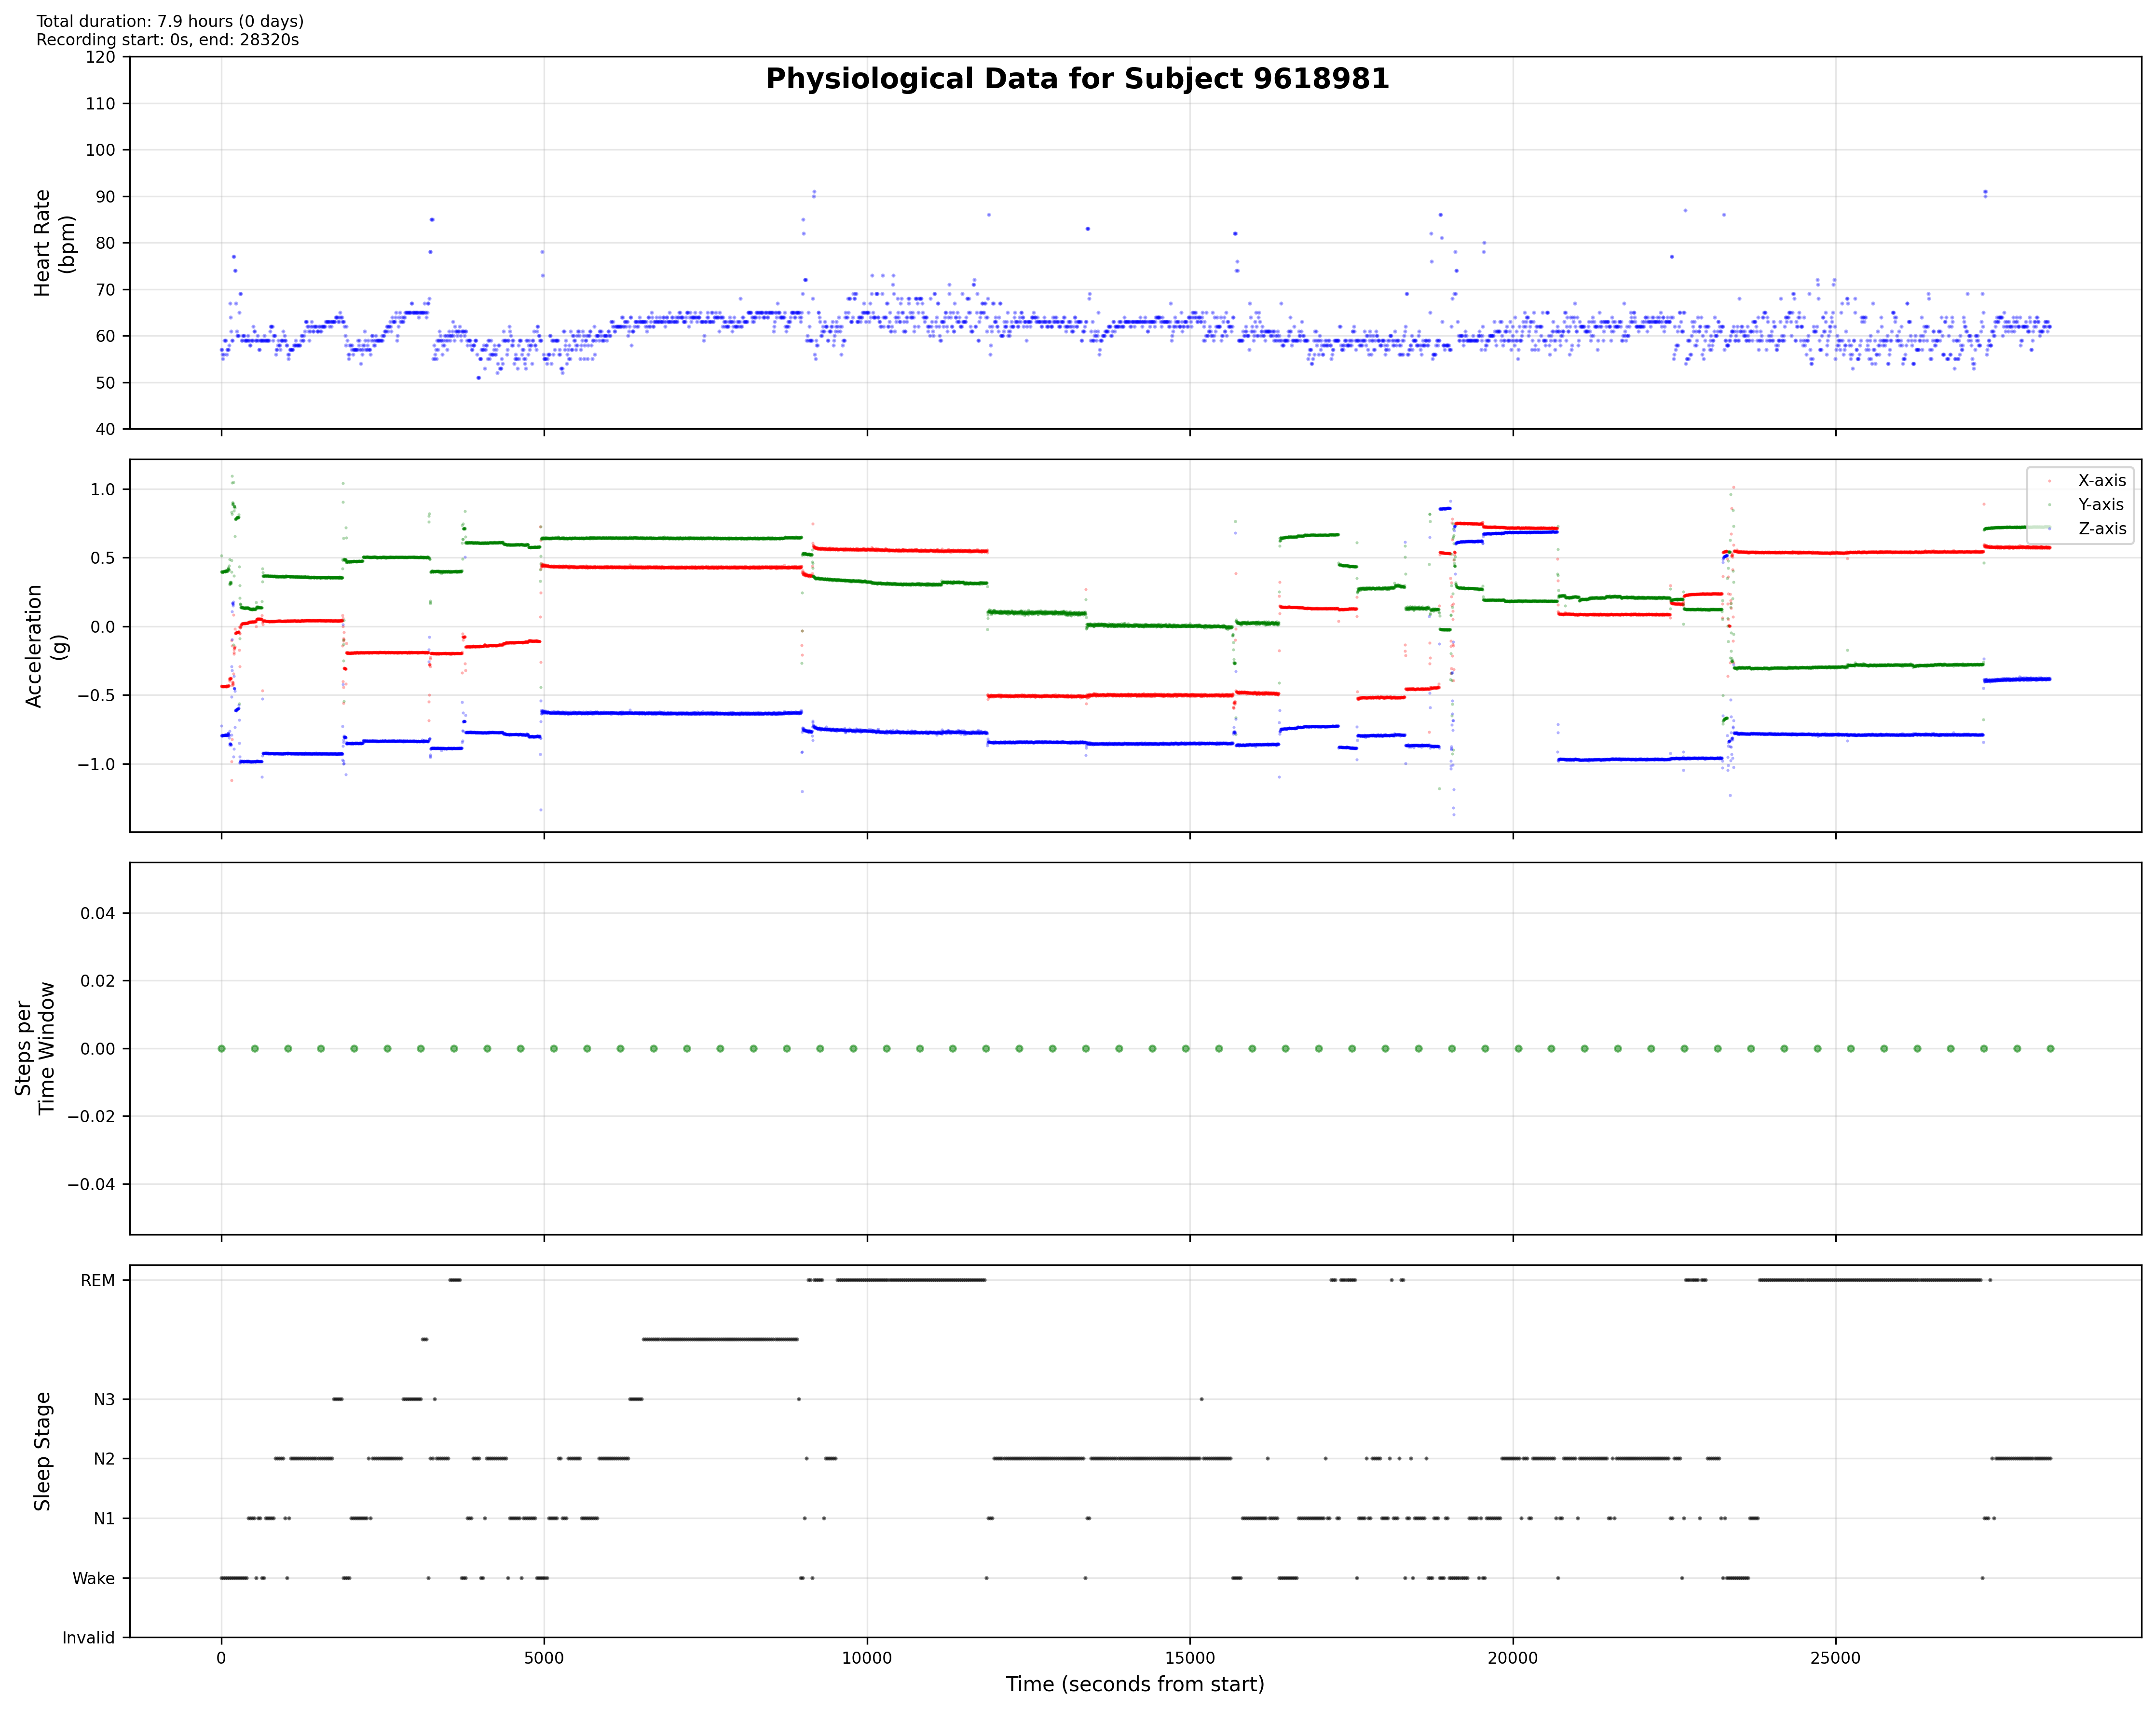 Total duration: 7.9 hours (0 days)
Recording start: 0s, end: 28320s
Physiological Data for Subject 9618981
120
110
100
90
80
70
60
50
40
Heart Rate
(bpm)
1.0
0.5
0.0
−0.5
−1.0
Acceleration
(g)
X-axis
Y-axis
Z-axis
0.04
0.02
0.00
−0.02
−0.04
Steps per
Time Window
REM
N3
N2
N1
Wake
Invalid
Sleep Stage
0
5000
10000
15000
20000
25000
Time (seconds from start)